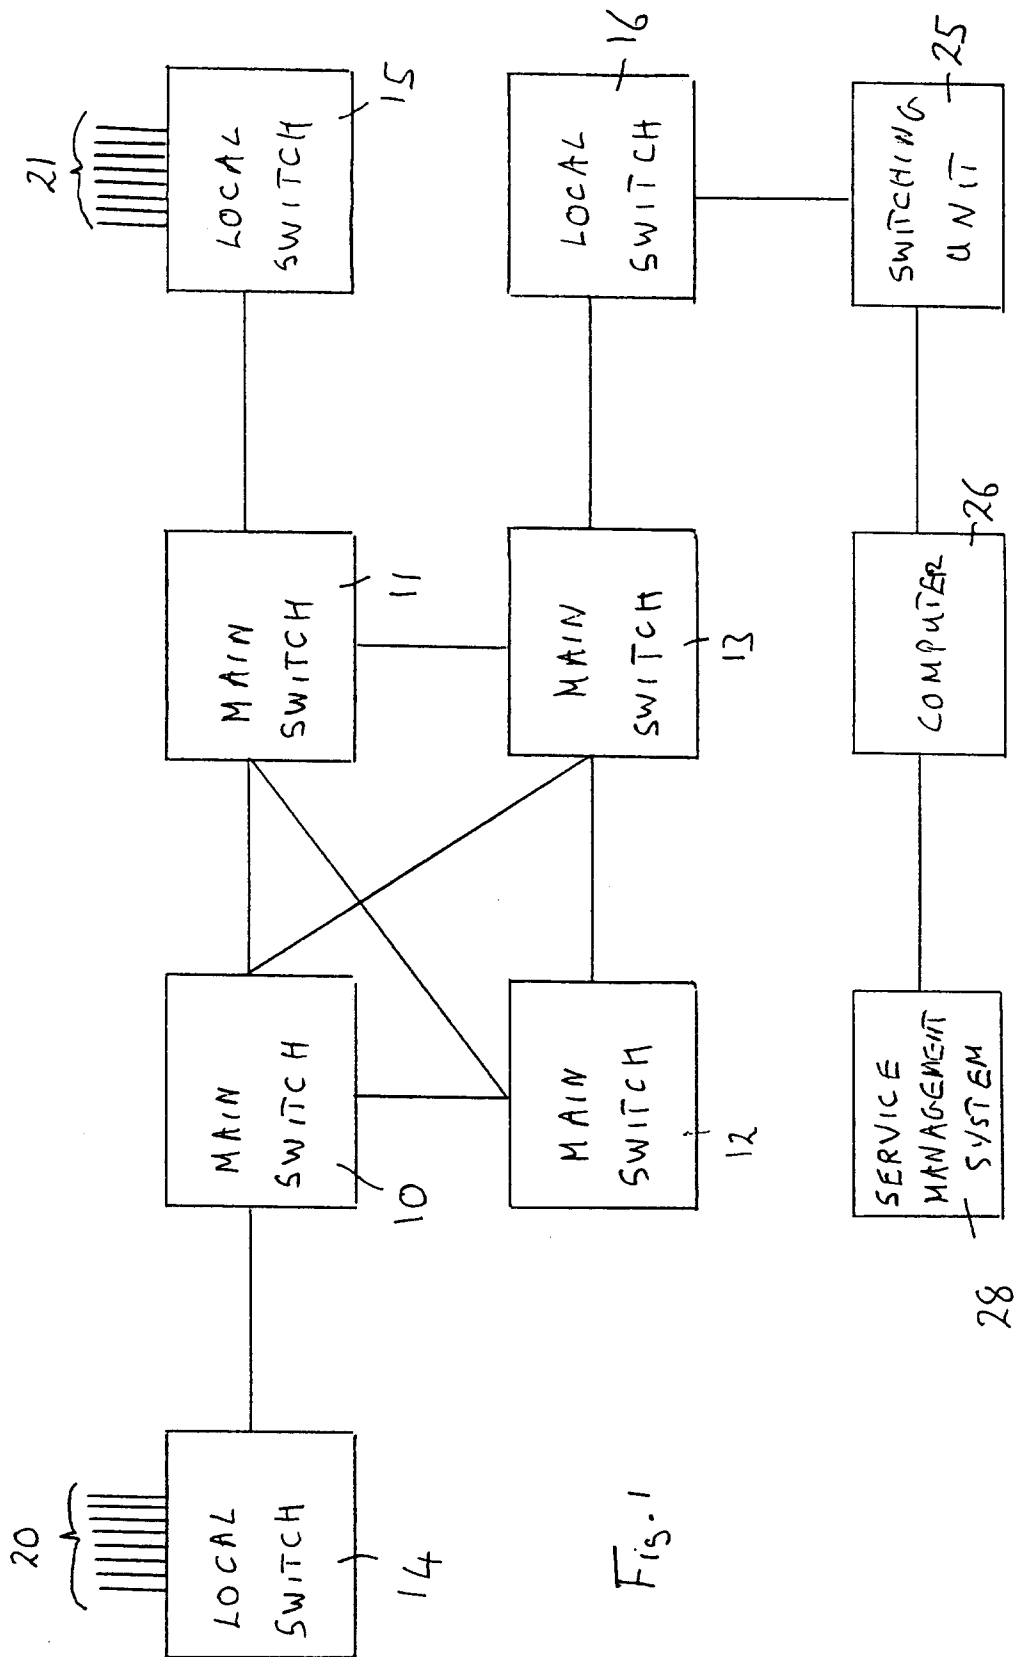 20
21
LOCAL
SWITCH
14
MAIN
SWITCH
10
MAIN
SWITCH
11
LOCAL
SWITCH
15
MAIN
SWITCH
12
MAIN
SWITCH
13
LOCAL
SWITCH
16
SERVICE
MANAGEMENT
SYSTEM
28
COMPUTER
26
SWITCHING
UNIT
25
Fig. 1